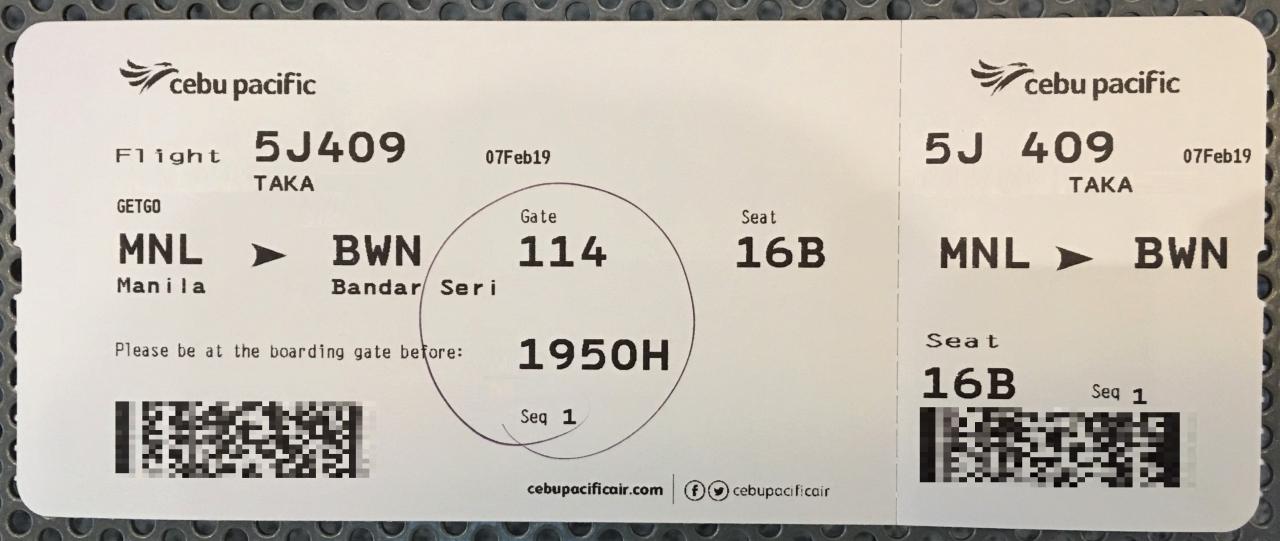 cebu pacific
Flight 5J409 07Feb19
TAKA
GETGO
Gate Seat
MNL BWN 114 16B
Manila Bandar Seri
Please be at the boarding gate before: 1950H
Seq 1
cebupacificair.com cebupacificair
cebu pacific
5J 409 07Feb19
TAKA
MNL BWN
Seat
16B Seq 1